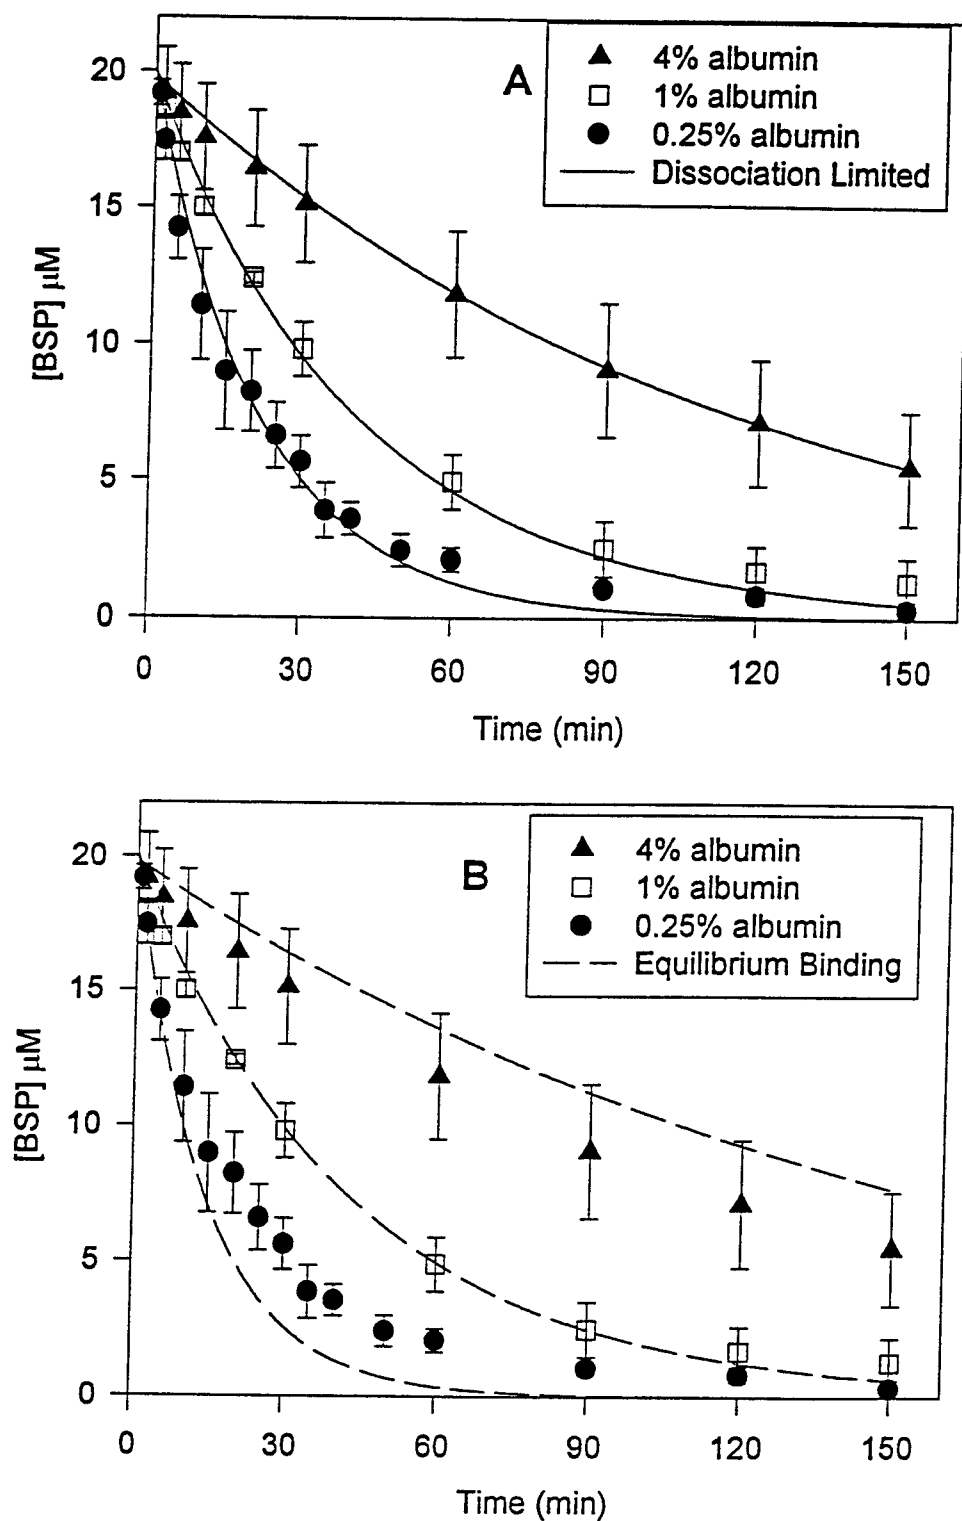 A
4% albumin
1% albumin
0.25% albumin
Dissociation Limited
20
15
10
5
0
[BSP] µM
0 30 60 90 120 150
Time (min)
B
4% albumin
1% albumin
0.25% albumin
Equilibrium Binding
20
15
10
5
0
[BSP] µM
0 30 60 90 120 150
Time (min)